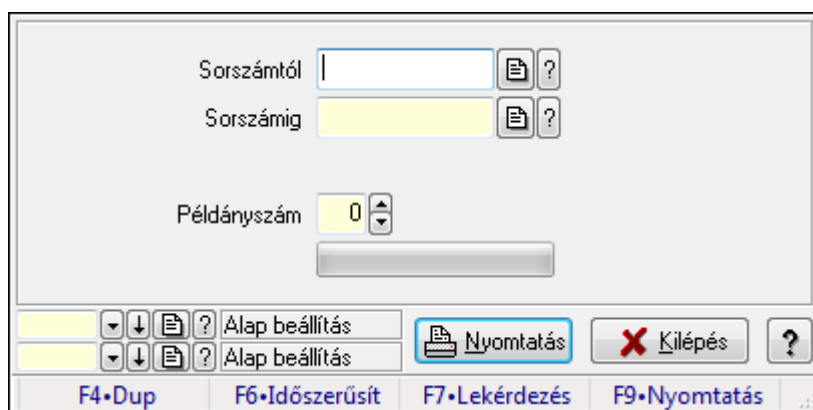 Sorszámtól ?
Sorszámig ?
Példányszám 0
? Alap beállítás
? Alap beállítás
Nyomtatás Kilépés ?
F4•Dup F6•Időszerűsít F7•Lekérdezés F9•Nyomtatás